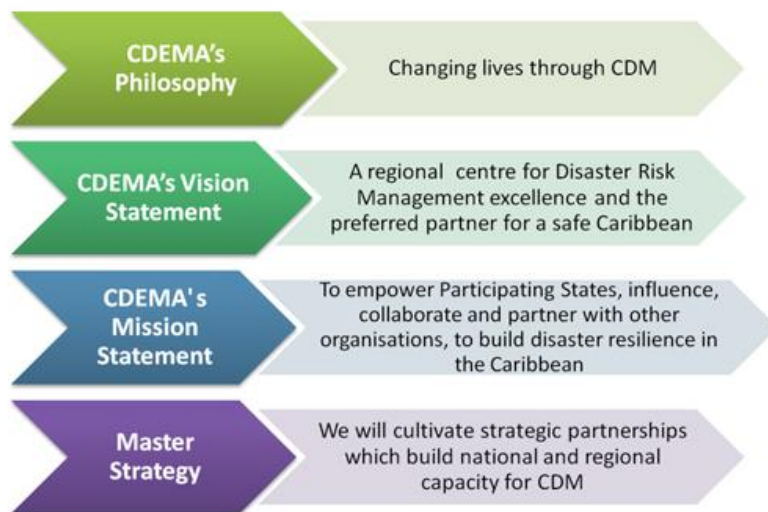 CDEMA's
Philosophy
Changing lives through CDM
CDEMA's Vision
Statement
A regional centre for Disaster Risk
Management excellence and the
preferred partner for a safe Caribbean
CDEMA's
Mission
Statement
To empower Participating States, influence,
collaborate and partner with other
organisations, to build disaster resilience in
the Caribbean
Master
Strategy
We will cultivate strategic partnerships
which build national and regional
capacity for CDM